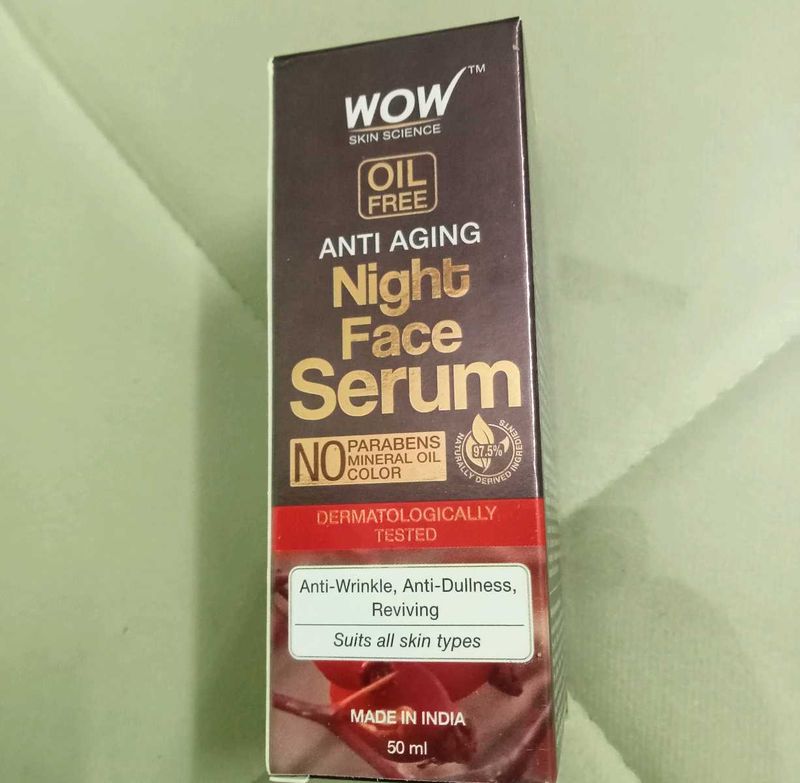 WOW™
SKIN SCIENCE
OIL
FREE
ANTI AGING
Night
Face
Serum
NO PARABENS
MINERAL OIL
COLOR
97.5%
NATURALLY DERIVED INGREDIENTS
DERMATOLOGICALLY
TESTED
Anti-Wrinkle, Anti-Dullness,
Reviving
Suits all skin types
MADE IN INDIA
50 ml